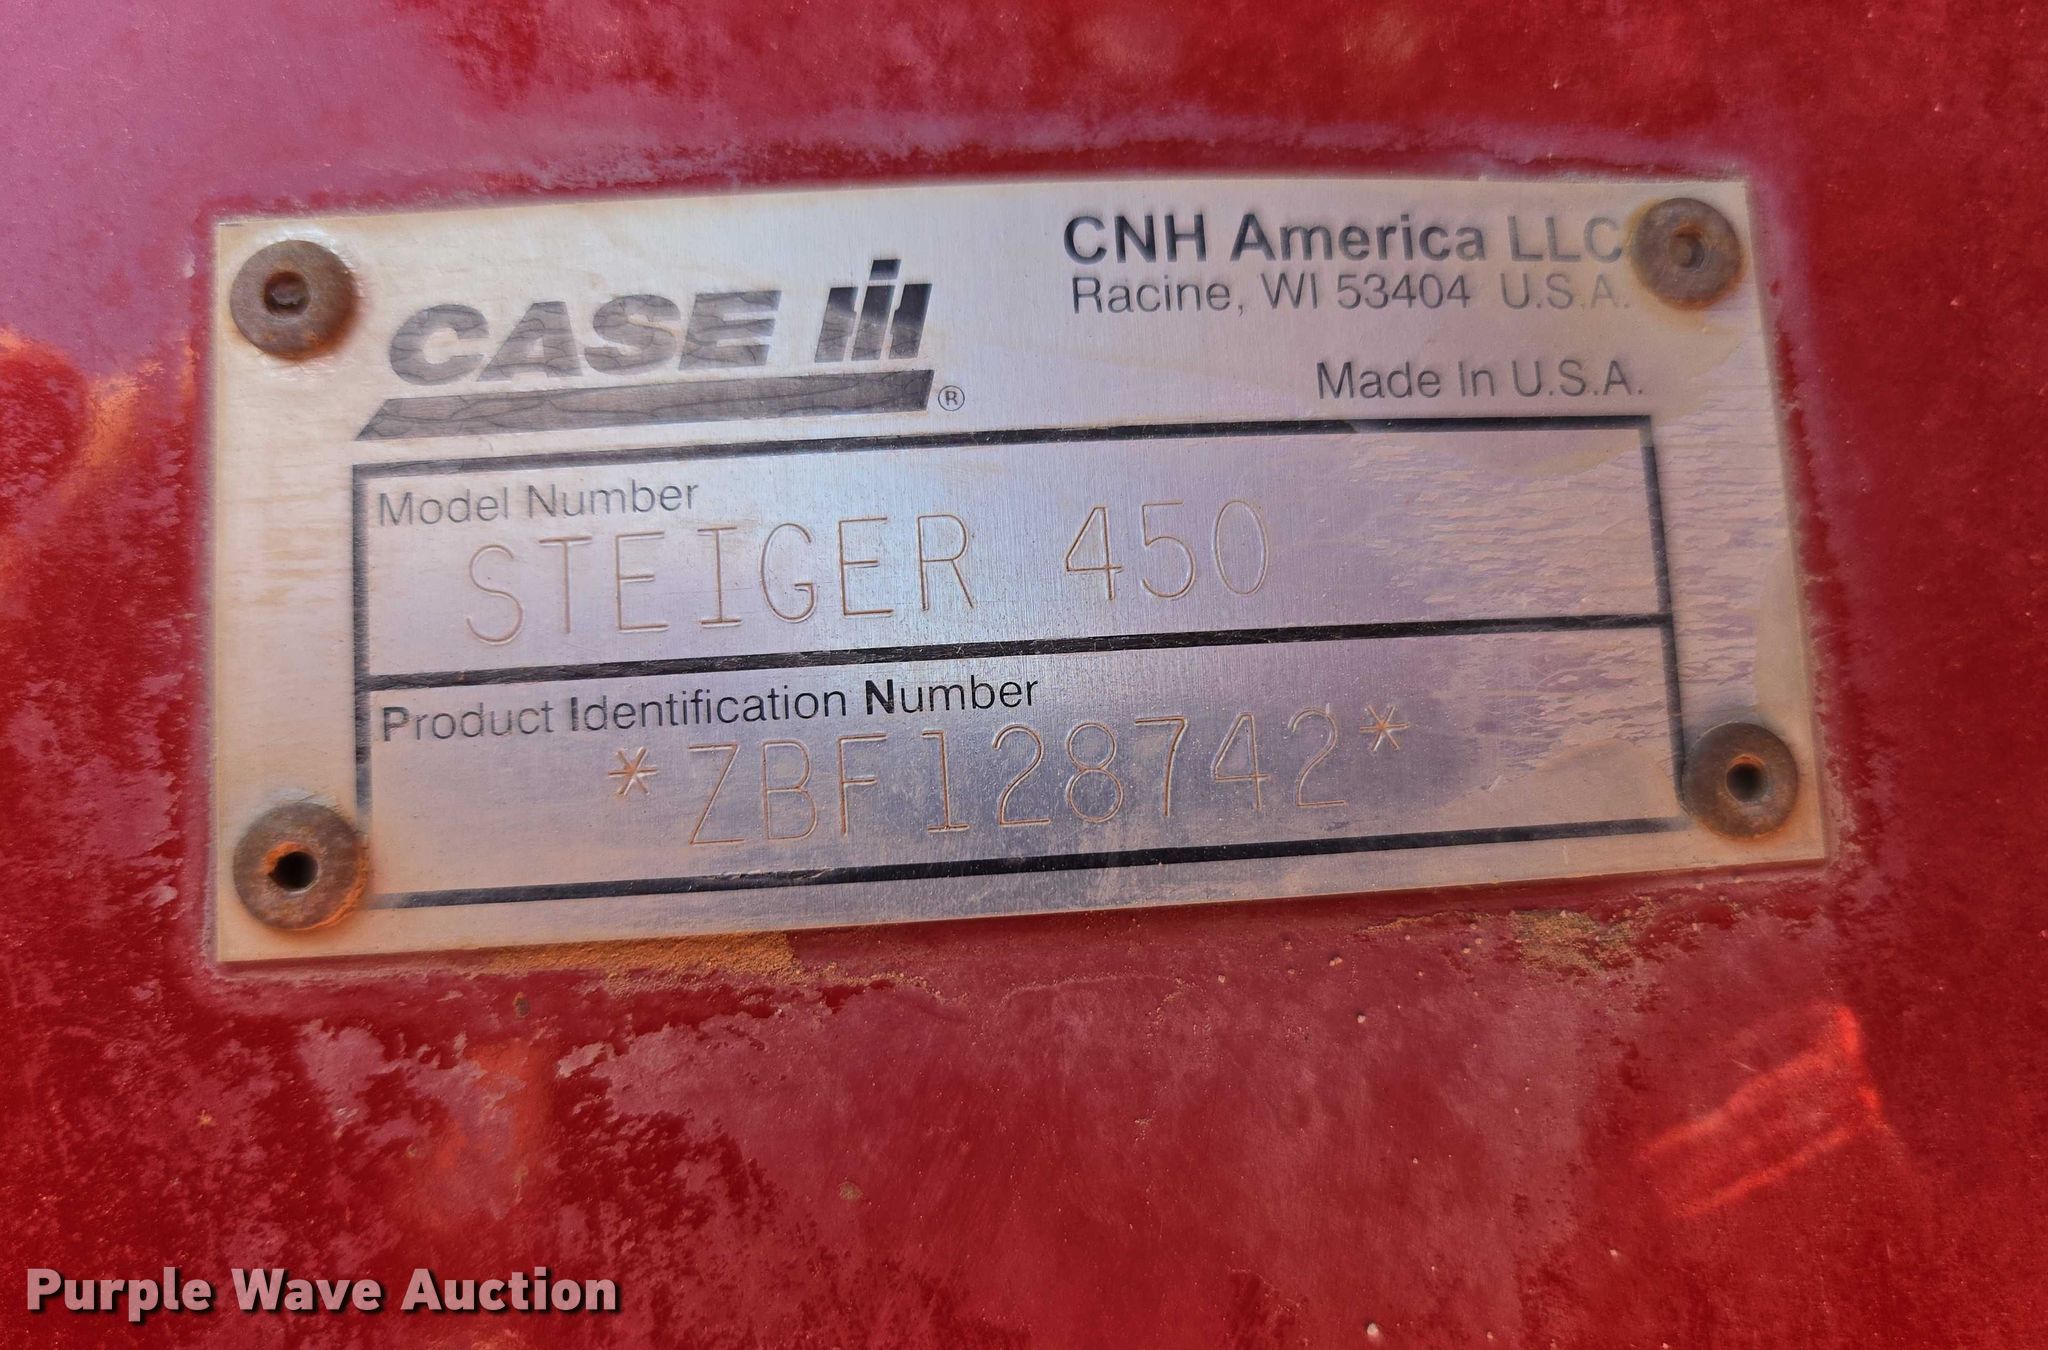 CASE IH ®
CNH America LLC
Racine, WI 53404 U.S.A.
Made In U.S.A.
Model Number
STEIGER 450
Product Identification Number
*ZBF128742*
Purple Wave Auction